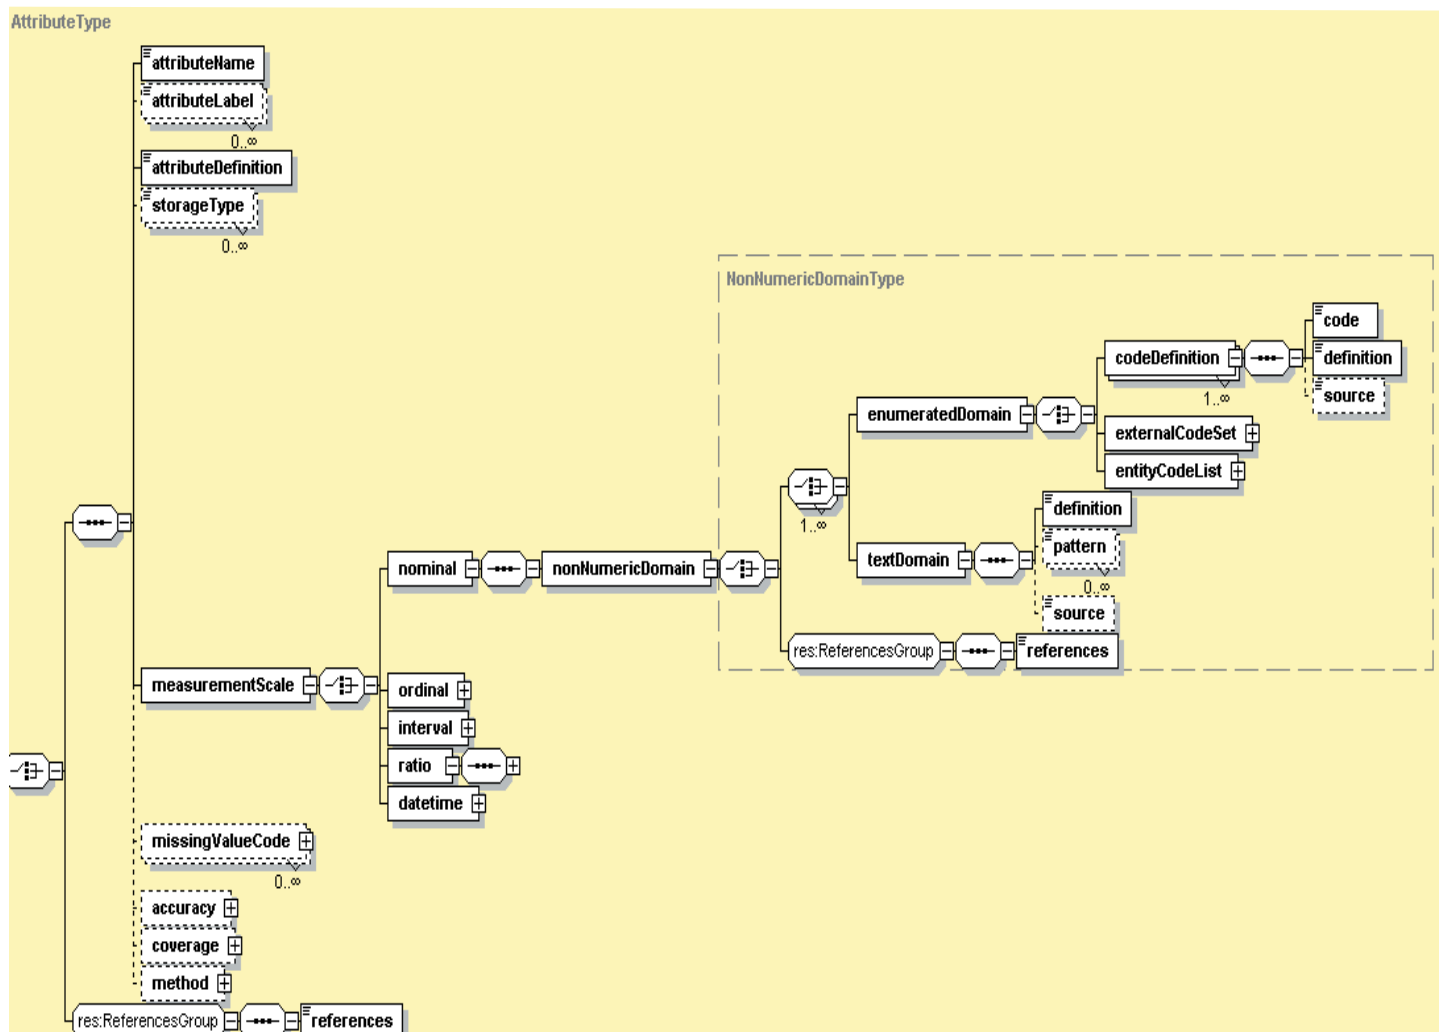 AttributeType
attributeName
attributeLabel
0..∞
attributeDefinition
storageType
0..∞
NonNumericDomainType
code
codeDefinition
definition
1..∞
source
enumeratedDomain
externalCodeSet
entityCodeList
1..∞
definition
textDomain
pattern
0..∞
source
nominal
nonNumericDomain
res:ReferencesGroup
references
measurementScale
ordinal
interval
ratio
datetime
missingValueCode
0..∞
accuracy
coverage
method
res:ReferencesGroup
references